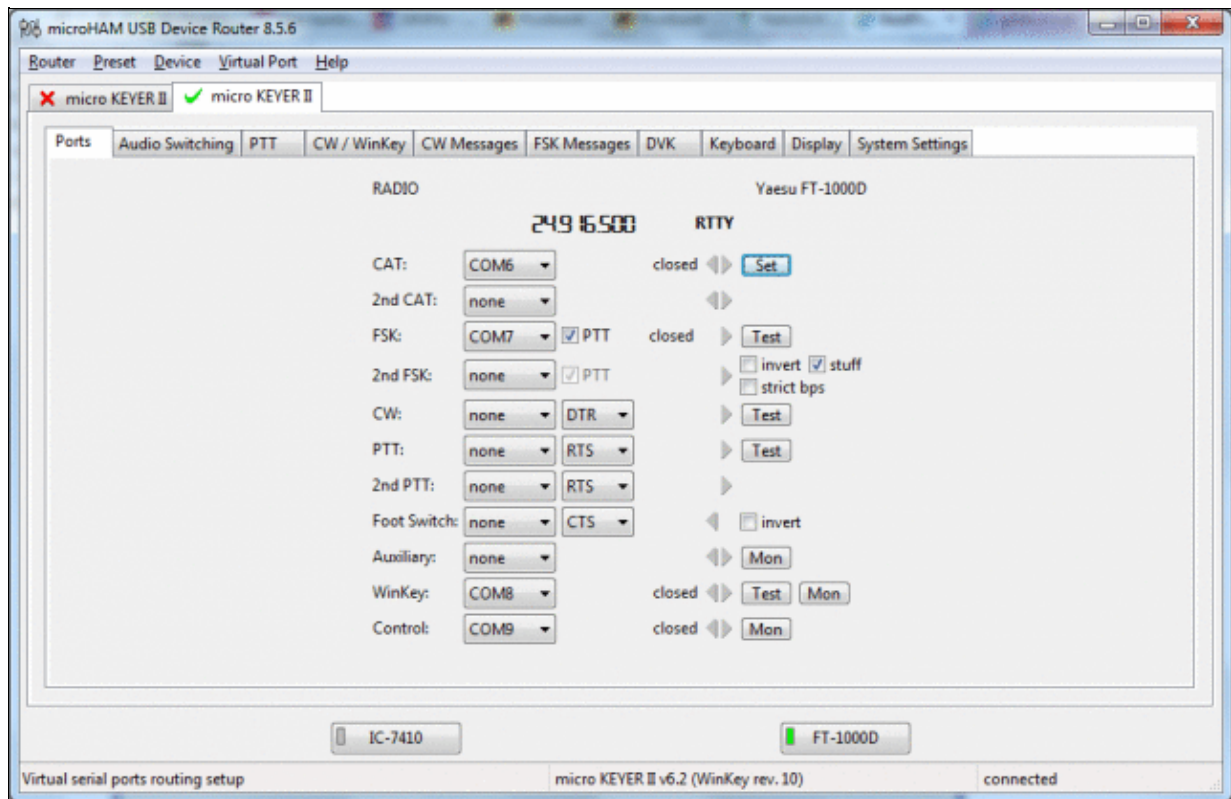 microHAM USB Device Router 8.5.6
Router Preset Device Virtual Port Help
micro KEYER II micro KEYER II
Ports Audio Switching PTT CW / WinKey CW Messages FSK Messages DVK Keyboard Display System Settings
RADIO Yaesu FT-1000D
24.916.500 RTTY
CAT: COM6 closed Set
2nd CAT: none
FSK: COM7 PTT closed Test
2nd FSK: none PTT invert stuff
strict bps
CW: none DTR Test
PTT: none RTS Test
2nd PTT: none RTS
Foot Switch: none CTS invert
Auxiliary: none Mon
WinKey: COM8 closed Test Mon
Control: COM9 closed Mon
IC-7410 FT-1000D
Virtual serial ports routing setup micro KEYER II v6.2 (WinKey rev. 10) connected